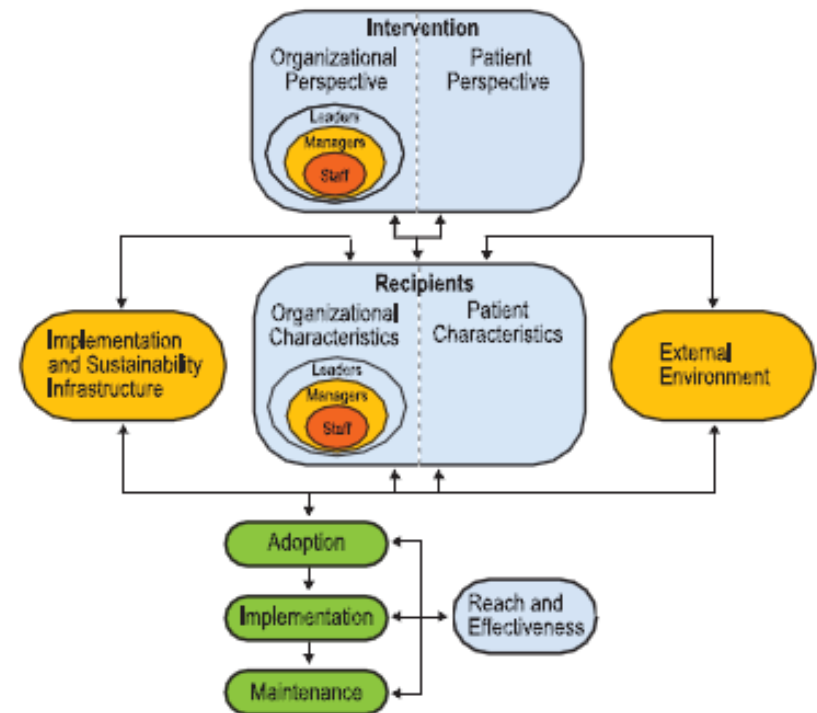 Intervention
Organizational
Perspective
Patient
Perspective
Leaders
Managers
Staff
Recipients
Organizational
Characteristics
Patient
Characteristics
Leaders
Managers
Staff
Implementation
and Sustainability
Infrastructure
External
Environment
Adoption
Implementation
Maintenance
Reach and
Effectiveness